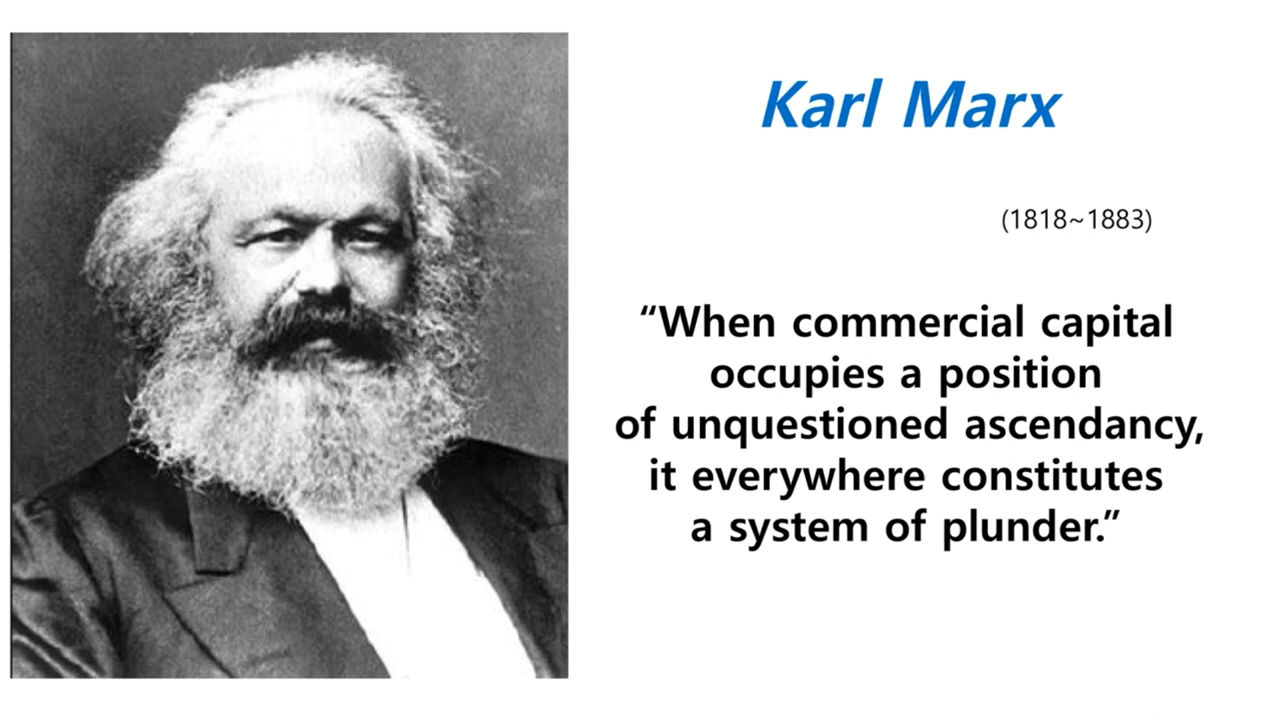 Karl Marx
(1818~1883)
“When commercial capital
occupies a position
of unquestioned ascendancy,
it everywhere constitutes
a system of plunder.”